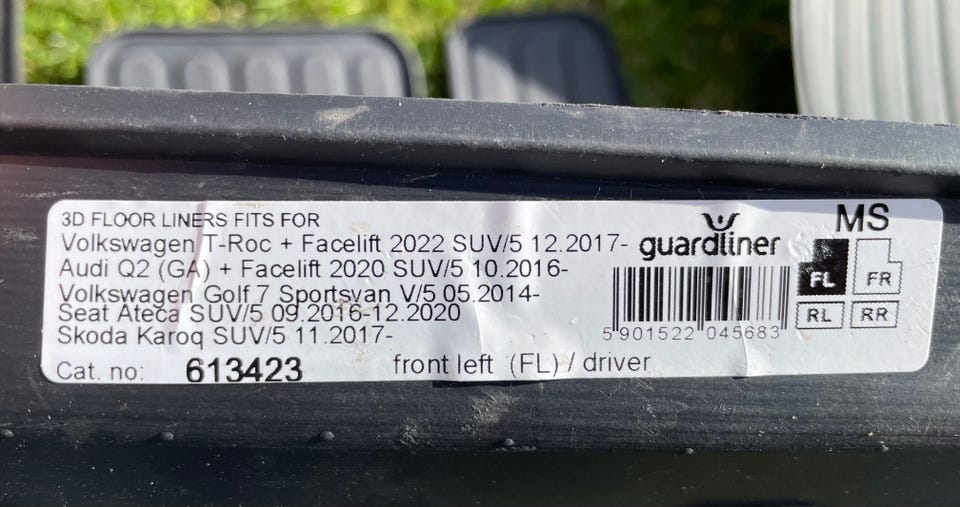 3D FLOOR LINERS FITS FOR
Volkswagen T-Roc + Facelift 2022 SUV/5 12.2017-
Audi Q2 (GA) + Facelift 2020 SUV/5 10.2016-
Volkswagen Golf 7 Sportsvan V/5 05.2014-
Seat Ateca SUV/5 09.2016-12.2020
Skoda Karoq SUV/5 11.2017-
Cat. no: 613423 front left (FL) / driver
guardliner
5 901522 045683
MS
FL FR
RL RR